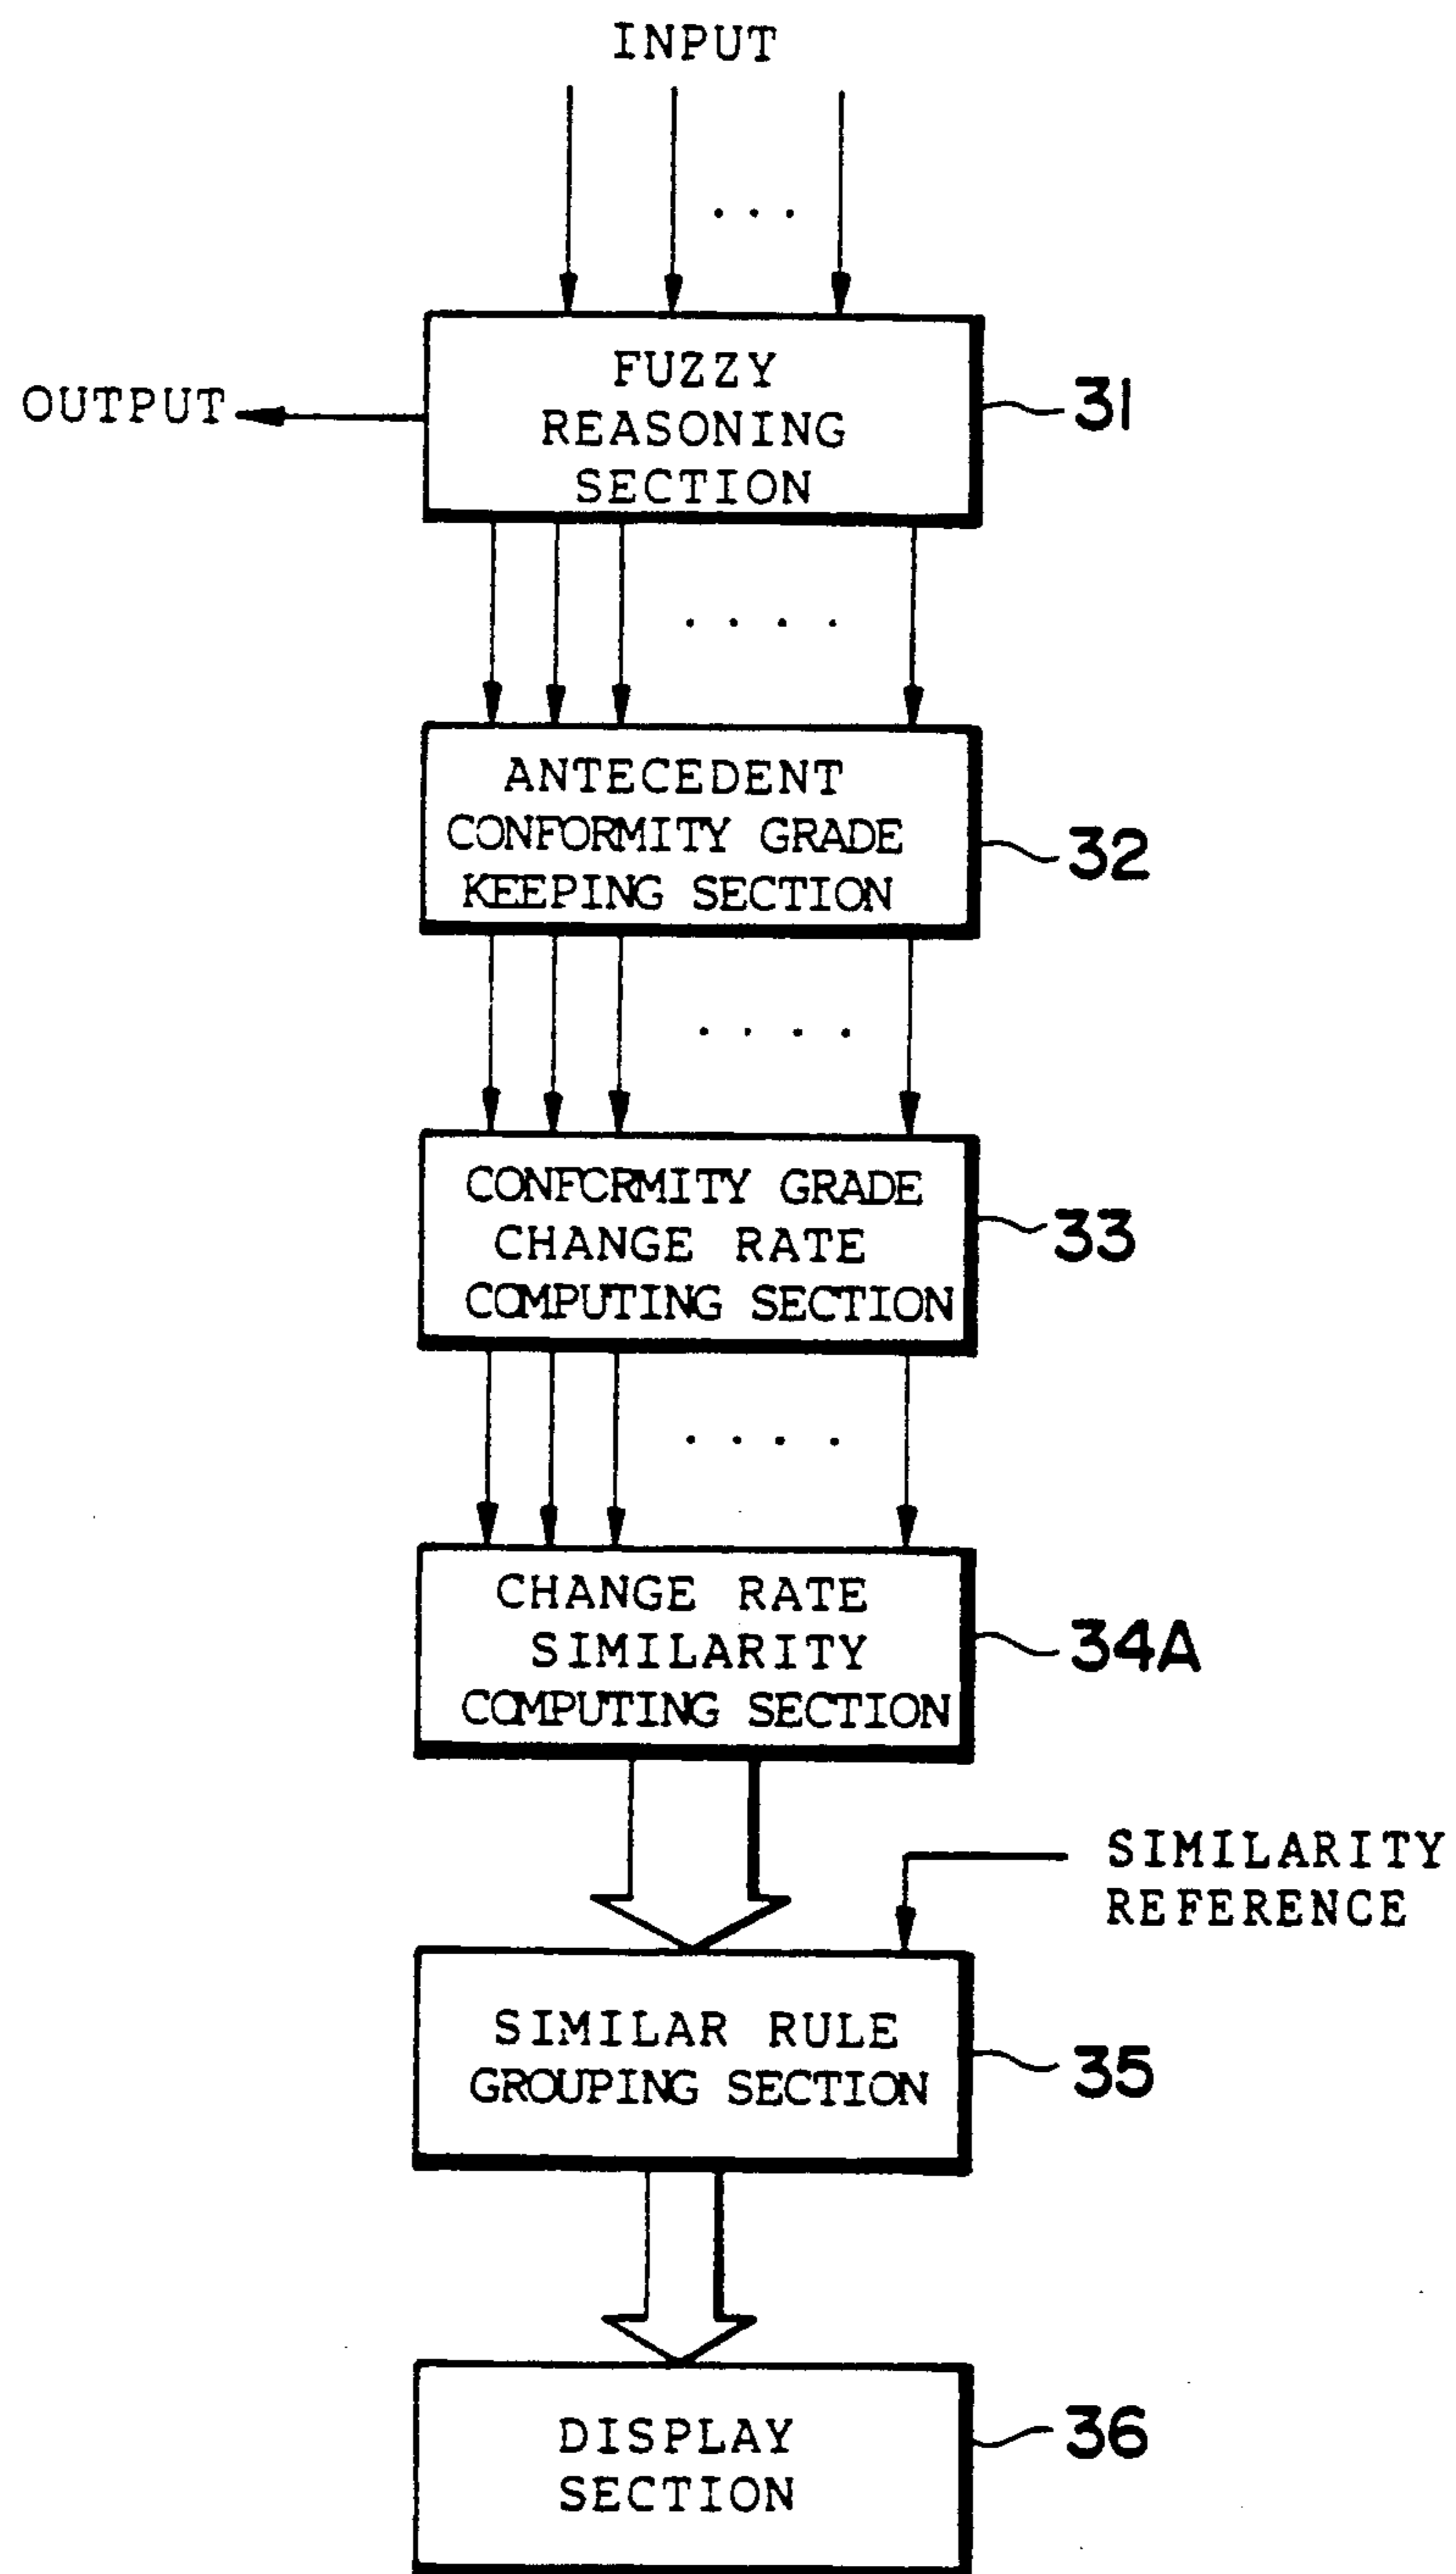 INPUT
FUZZY
REASONING
SECTION
31
OUTPUT
ANTECEDENT
CONFORMITY GRADE
KEEPING SECTION
32
CONFORMITY GRADE
CHANGE RATE
COMPUTING SECTION
33
CHANGE RATE
SIMILARITY
COMPUTING SECTION
34A
SIMILARITY
REFERENCE
SIMILAR RULE
GROUPING SECTION
35
DISPLAY
SECTION
36